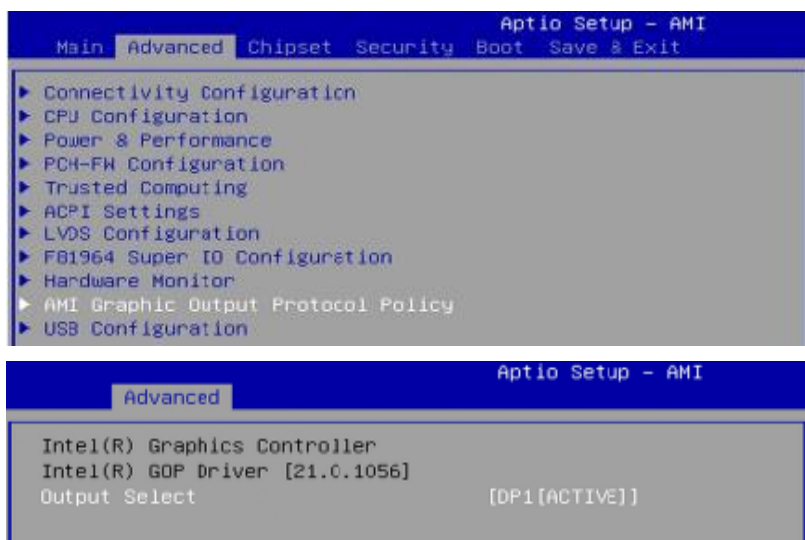 Aptio Setup – AMI
Main Advanced Chipset Security Boot Save & Exit
Connectivity Configuration
CPU Configuration
Power & Performance
PCH-FW Configuration
Trusted Computing
ACPI Settings
LVDS Configuration
F81964 Super IO Configuration
Hardware Monitor
AMI Graphic Output Protocol Policy
USB Configuration
Aptio Setup – AMI
Advanced
Intel(R) Graphics Controller
Intel(R) GOP Driver [21.0.1056]
Output Select [DP1[ACTIVE]]